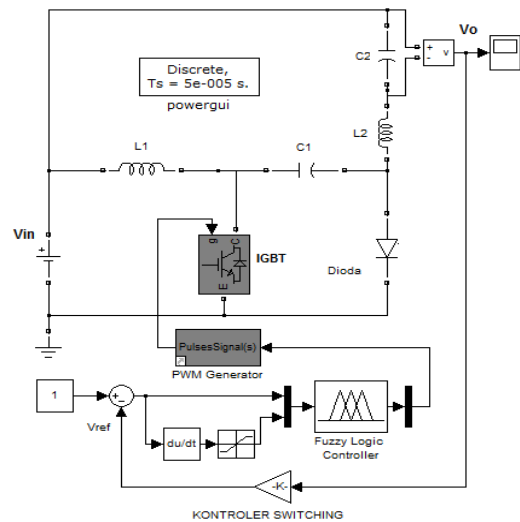 Vo
C2
+
-
v
Discrete,
Ts = 5e-005 s.
powergui
L2
L1
C1
Vin
+
g
C
E
IGBT
Dioda
PulsesSignal(s)
PWM Generator
1
+
-
Vref
du/dt
Fuzzy Logic
Controller
-K-
KONTROLER SWITCHING